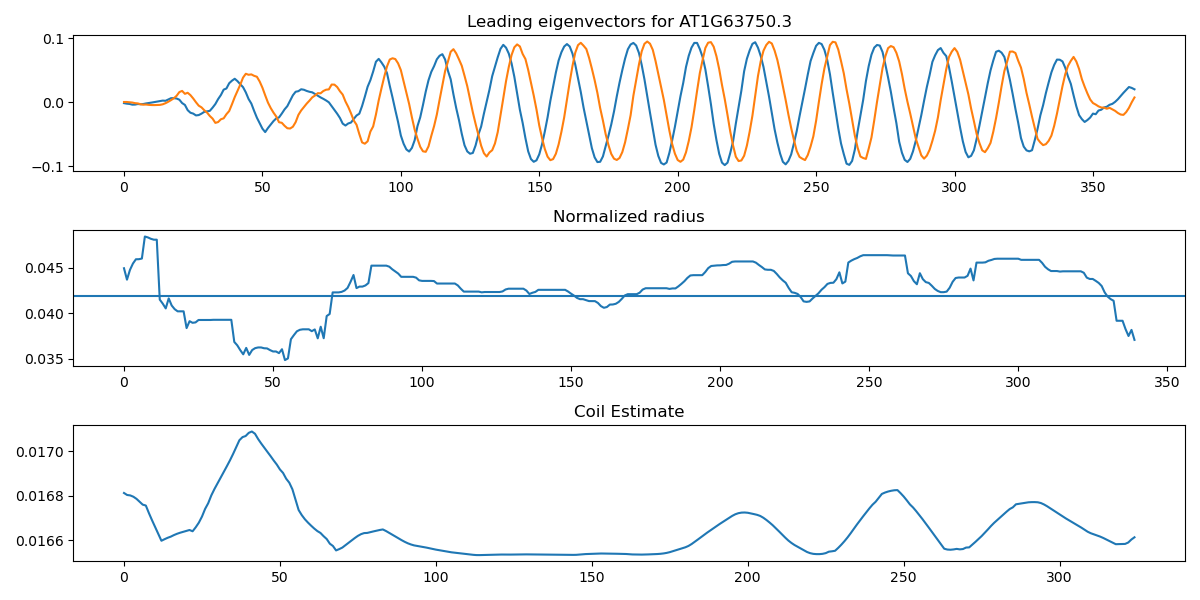 Leading eigenvectors for AT1G63750.3
0.1
0.0
−0.1
0 50 100 150 200 250 300 350
Normalized radius
0.045
0.040
0.035
0 50 100 150 200 250 300 350
Coil Estimate
0.0170
0.0168
0.0166
0 50 100 150 200 250 300